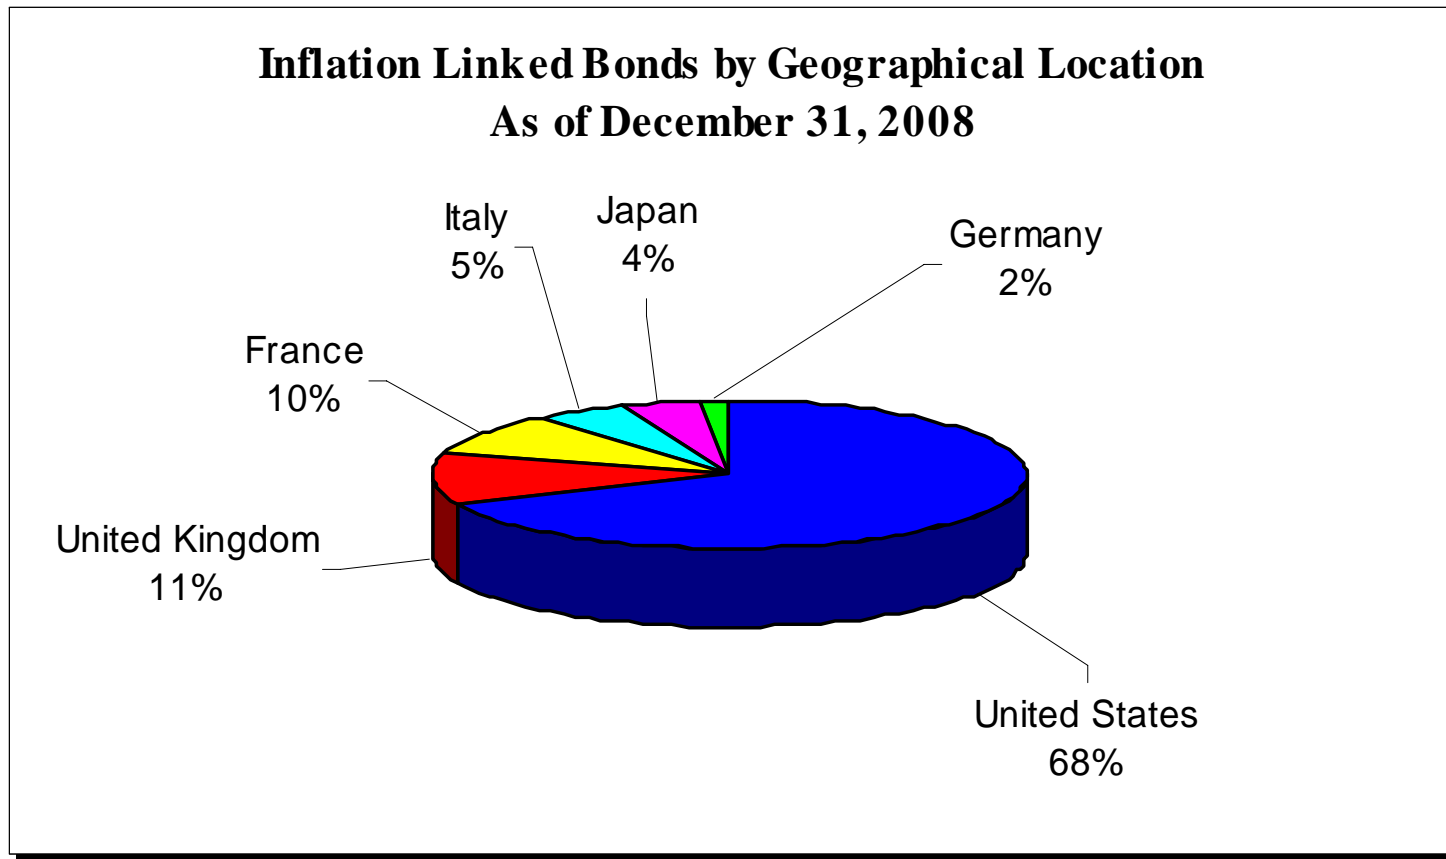 Inflation Linked Bonds by Geographical Location
As of December 31, 2008
Italy
5%
Japan
4%
Germany
2%
France
10%
United Kingdom
11%
United States
68%